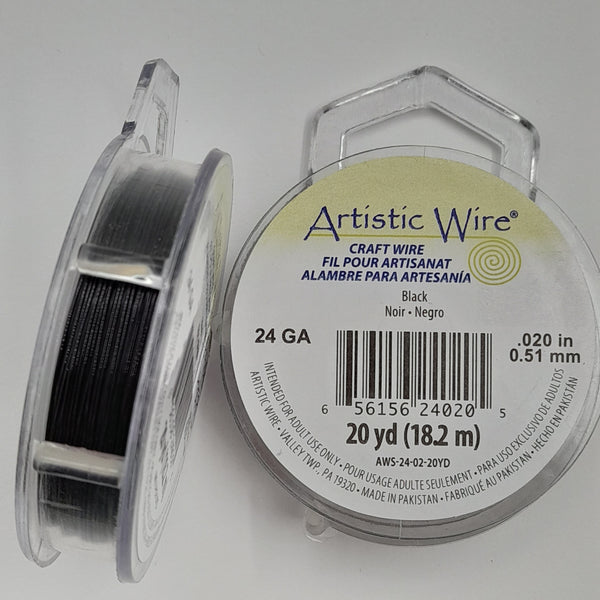 Artistic Wire®
CRAFT WIRE
FIL POUR ARTISANAT
ALAMBRE PARA ARTESANÍA
Black
Noir • Negro
24 GA
.020 in
0.51 mm
6 56156 24020 5
20 yd (18.2 m)
AWS-24-02-20YD
INTENDED FOR ADULT USE ONLY • POUR USAGE ADULTE SEULEMENT • PARA USO EXCLUSIVO DE ADULTOS
ARTISTIC WIRE • VALLEY TWP., PA 19320 • MADE IN PAKISTAN • FABRIQUÉ AU PAKISTAN • HECHO EN PAKISTAN